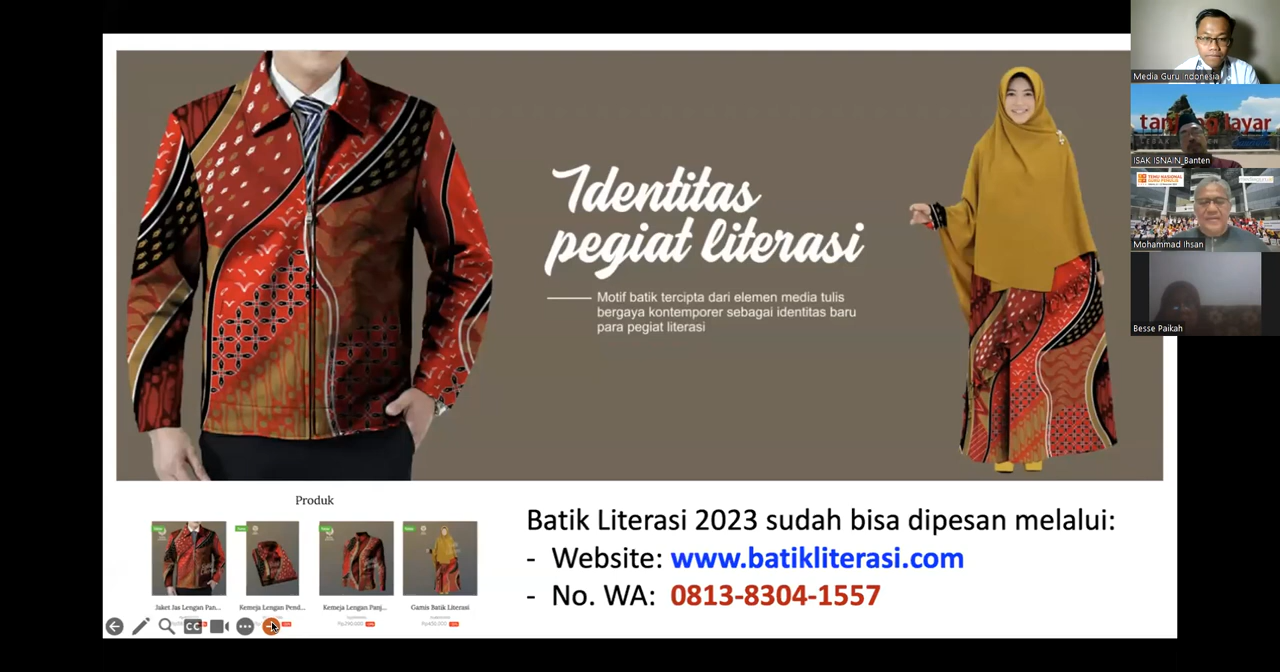 Identitas
pegiat literasi
Motif batik tercipta dari elemen media tulis
bergaya kontemporer sebagai identitas baru
para pegiat literasi
Produk
Jaket Jas Lengan Pan...
Kemeja Lengan Pend...
Kemeja Lengan Panj...
Gamis Batik Literasi
Batik Literasi 2023 sudah bisa dipesan melalui:
- Website: www.batikliterasi.com
- No. WA: 0813-8304-1557
CC
Media Guru Indonesia
ISAK ISNAIN_Banten
TEMU NASIONAL
Mohammad Ihsan
Besse Paikah